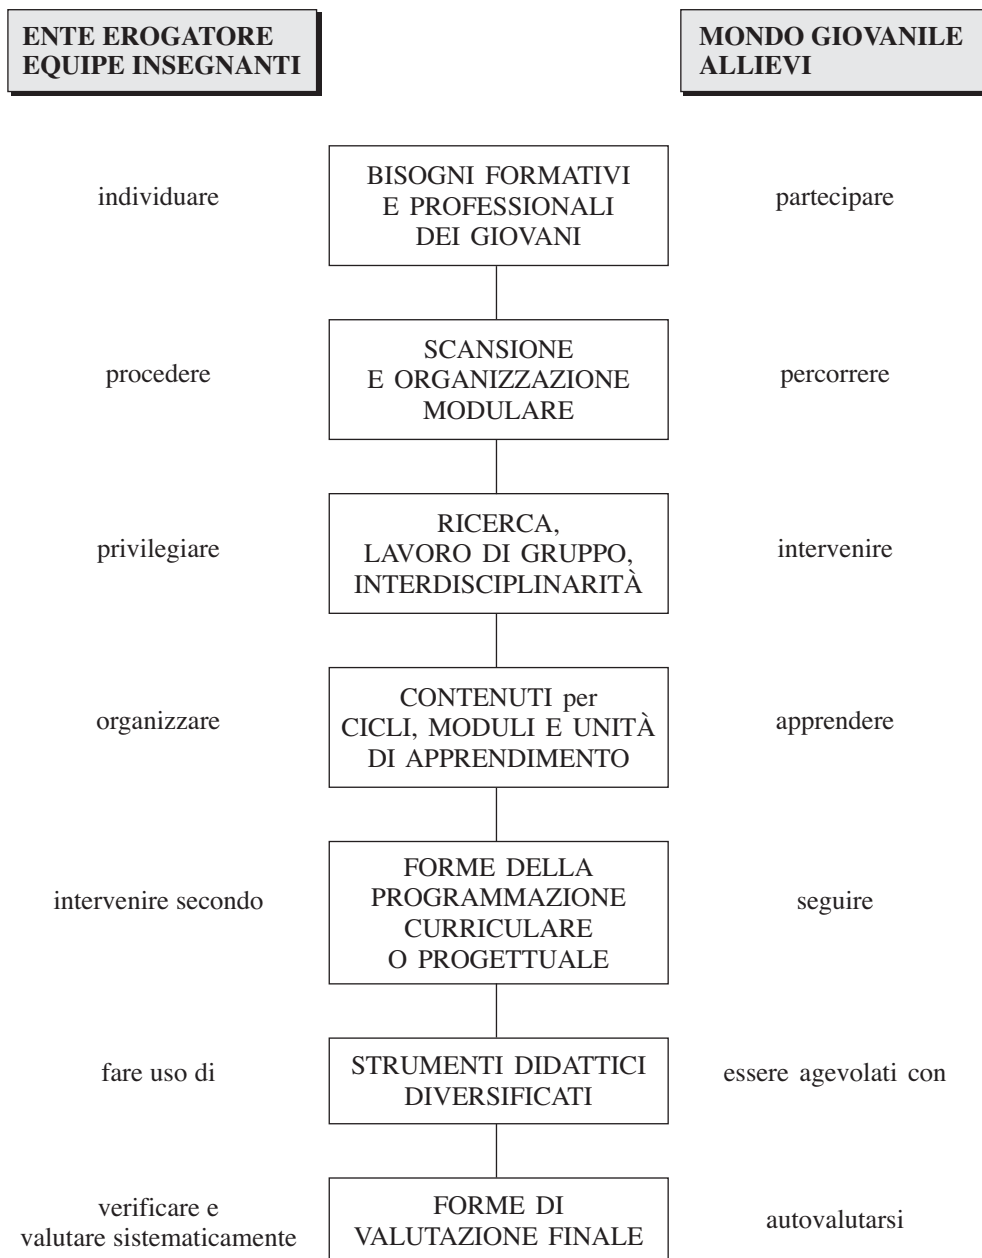 ENTE EROGATORE
EQUIPE INSEGNANTI
MONDO GIOVANILE
ALLIEVI
individuare
BISOGNI FORMATIVI
E PROFESSIONALI
DEI GIOVANI
partecipare
procedere
SCANSIONE
E ORGANIZZAZIONE
MODULARE
percorrere
privilegiare
RICERCA,
LAVORO DI GRUPPO,
INTERDISCIPLINARITÀ
intervenire
organizzare
CONTENUTI per
CICLI, MODULI E UNITÀ
DI APPRENDIMENTO
apprendere
intervenire secondo
FORME DELLA
PROGRAMMAZIONE
CURRICULARE
O PROGETTUALE
seguire
fare uso di
STRUMENTI DIDATTICI
DIVERSIFICATI
essere agevolati con
verificare e
valutare sistematicamente
FORME DI
VALUTAZIONE FINALE
autovalutarsi